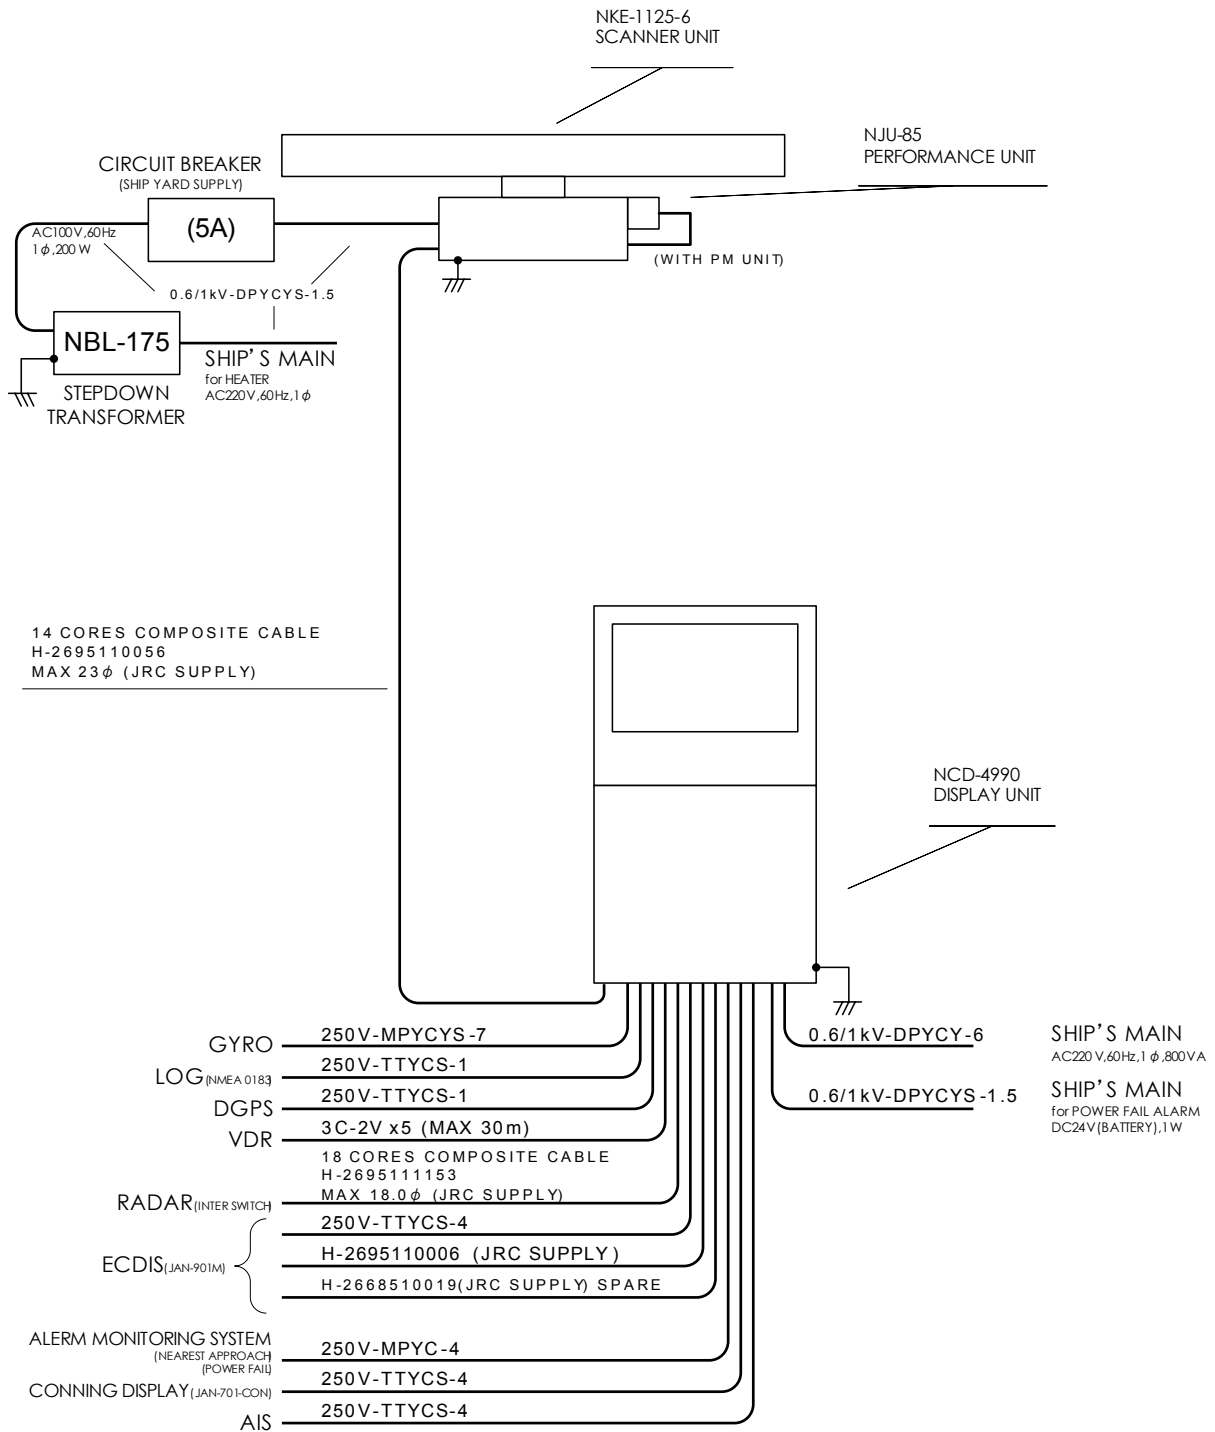 NKE-1125-6
SCANNER UNIT
NJU-85
PERFORMANCE UNIT
CIRCUIT BREAKER
(SHIP YARD SUPPLY)
(5A)
AC100V,60Hz
1φ,200 W
(WITH PM UNIT)
0.6/1kV-DPYCYS-1.5
NBL-175
SHIP'S MAIN
for HEATER
AC220V,60Hz,1φ
STEPDOWN
TRANSFORMER
14 CORES COMPOSITE CABLE
H-2695110056
MAX 23φ (JRC SUPPLY)
NCD-4990
DISPLAY UNIT
GYRO 250V-MPYCYS-7
LOG(NMEA 0183) 250V-TTYCS-1
DGPS 250V-TTYCS-1
VDR 3C-2V x5 (MAX 30m)
18 CORES COMPOSITE CABLE
H-2695111153
RADAR(INTER SWITCH) MAX 18.0φ (JRC SUPPLY)
250V-TTYCS-4
ECDIS(JAN-901M) H-2695110006 (JRC SUPPLY)
H-2668510019(JRC SUPPLY) SPARE
ALERM MONITORING SYSTEM
(NEAREST APPROACH)
(POWER FAIL)
250V-MPYC-4
CONNING DISPLAY(JAN-701-CON) 250V-TTYCS-4
AIS 250V-TTYCS-4
0.6/1kV-DPYCY-6
SHIP'S MAIN
AC220 V,60Hz,1φ,800VA
0.6/1kV-DPYCYS-1.5
SHIP'S MAIN
for POWER FAIL ALARM
DC24V(BATTERY),1W